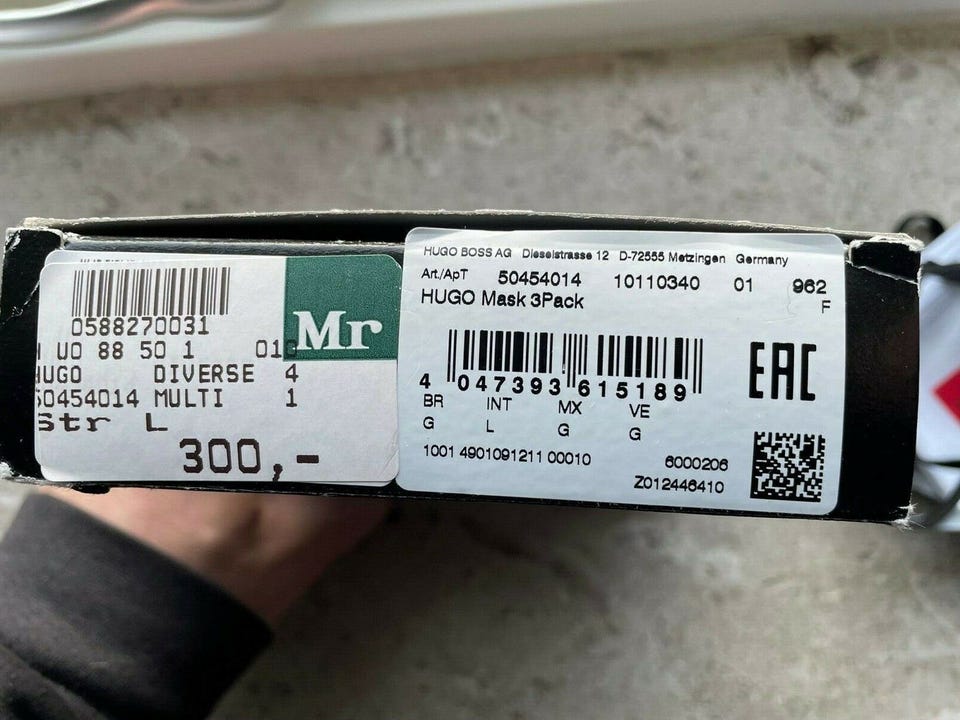 0588270031
Mr
UO 88 50 1 01
HUGO DIVERSE 4
50454014 MULTI 1
Str L
300,-
HUGO BOSS AG Dieselstrasse 12 D-72555 Metzingen Germany
Art./ApT 50454014 10110340 01 962
HUGO Mask 3Pack F
4 047393 615189
EAC
BR INT MX VE
G L G G
1001 4901091211 00010 6000206
Z012446410